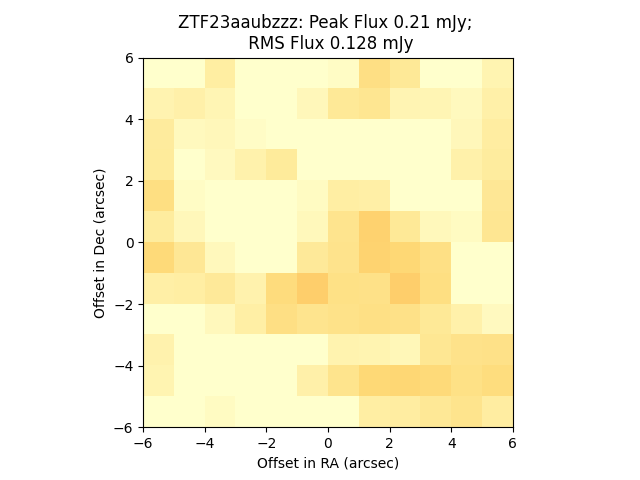 ZTF23aaubzzz: Peak Flux 0.21 mJy;
RMS Flux 0.128 mJy
6
4
2
0
−2
−4
−6
Offset in Dec (arcsec)
−6 −4 −2 0 2 4 6
Offset in RA (arcsec)